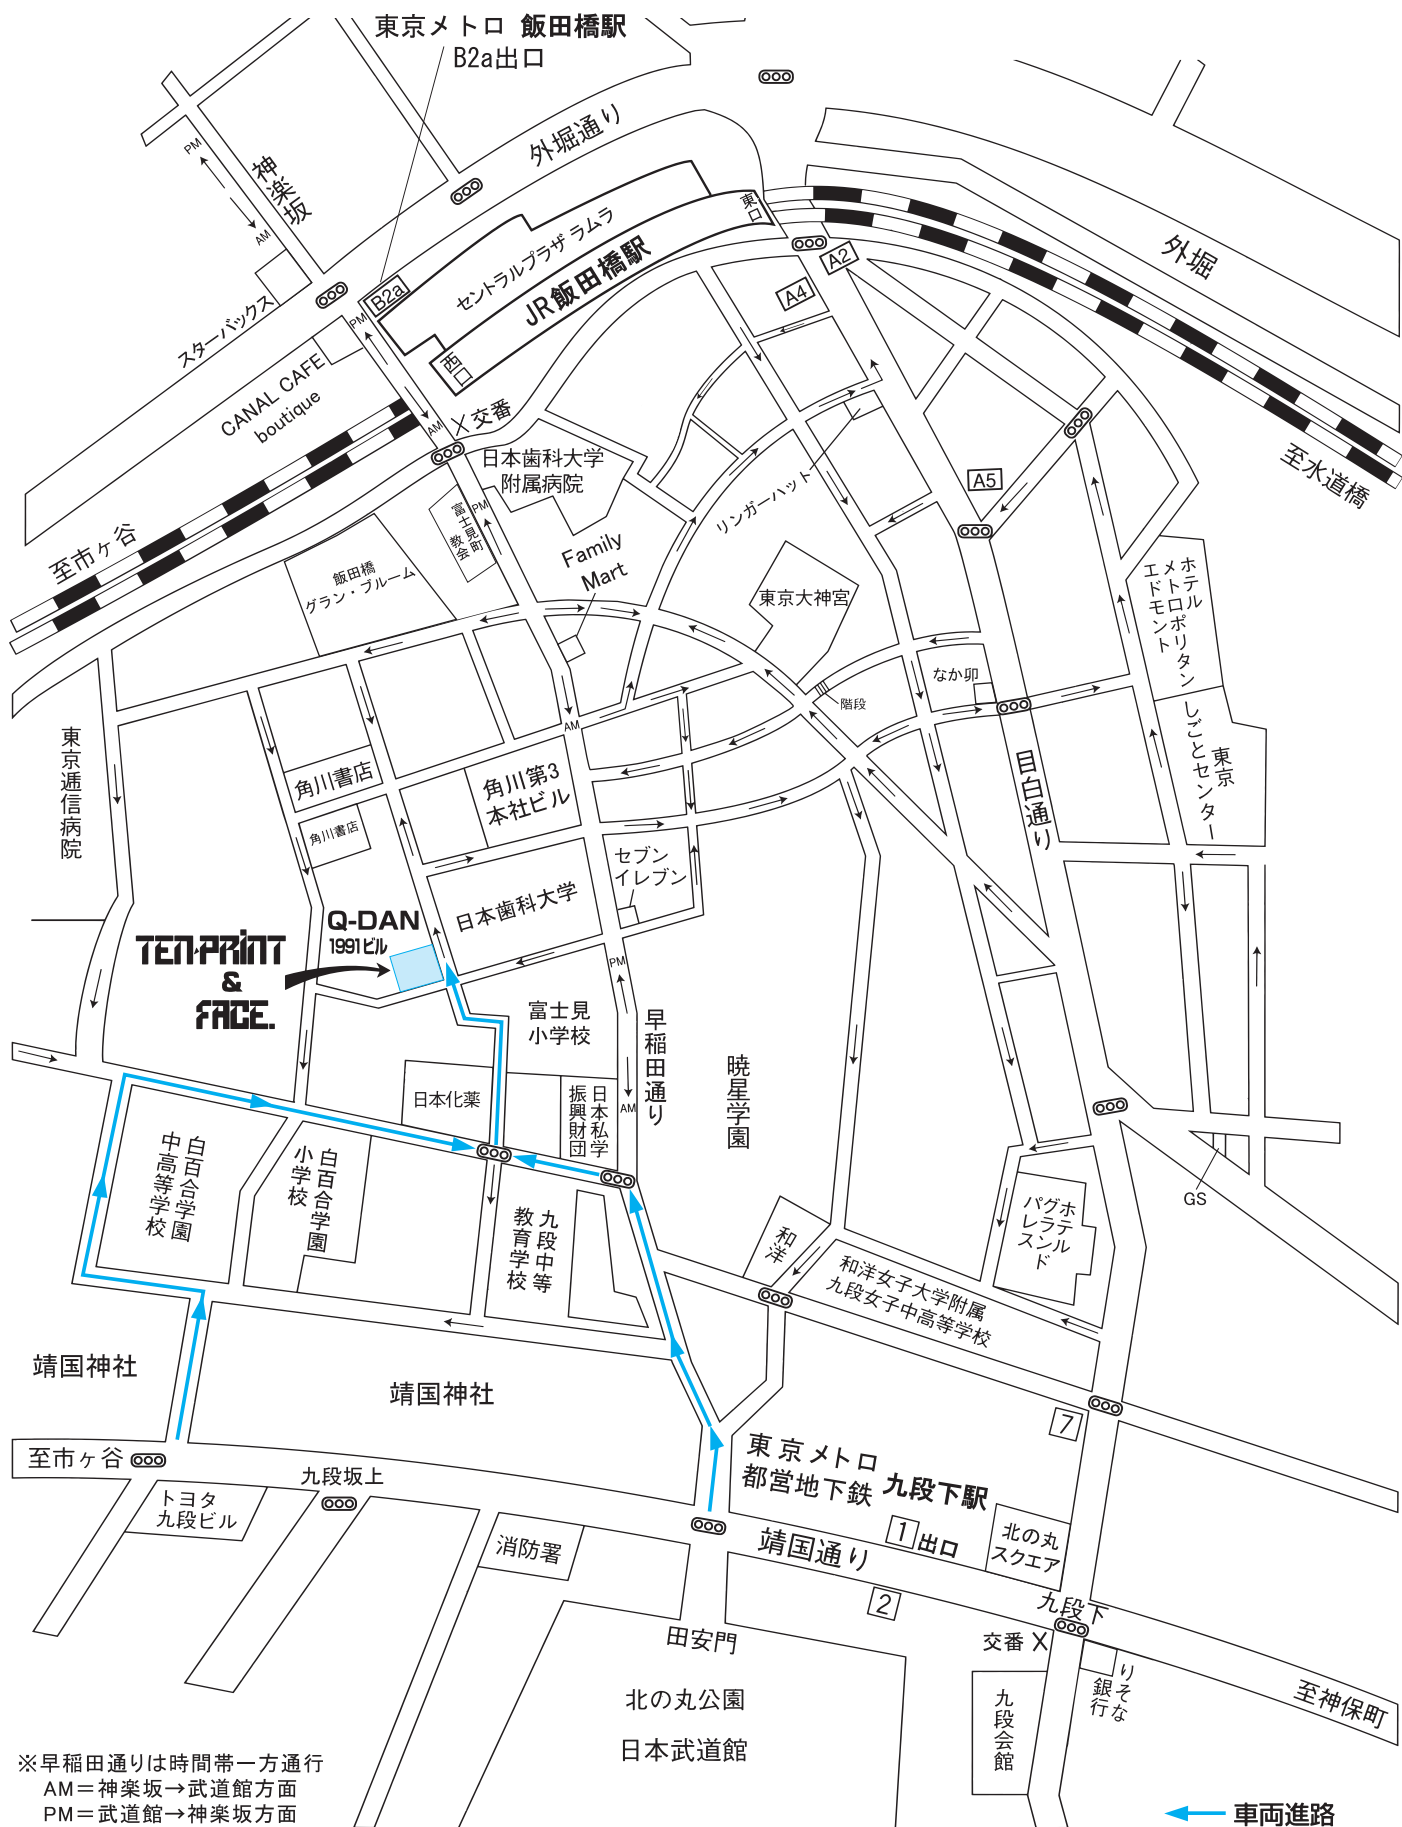 東京メトロ 飯田橋駅
B2a出口
外堀通り
PM
神楽坂
AM
スターバックス
B2a
セントラルプラザ ラムラ
JR飯田橋駅
東口
西口
A2
A4
外堀
至水道橋
PM
CANAL CAFE
boutique
AM
交番
至市ヶ谷
日本歯科大学
附属病院
富士見町
教会
PM
Family
Mart
リンガーハット
A5
飯田橋
グラン・ブルーム
東京大神宮
ホテル
メトロポリタン
エドモント
なか卯
階段
AM
東京
しごとセンター
目白通り
東京逓信病院
角川書店
角川書店
角川第3
本社ビル
セブン
イレブン
日本歯科大学
Q-DAN
1991ビル
TEN-PRINT
&
FACE.
PM
富士見
小学校
早稲田通り
暁星学園
日本化薬
日本私学
振興財団
AM
白百合学園
中高等学校
白百合学園
小学校
九段中等
教育学校
GS
ホテル
グランド
パレス
和洋
和洋女子大学附属
九段女子中高等学校
靖国神社
靖国神社
7
至市ヶ谷
九段坂上
トヨタ
九段ビル
東京メトロ
都営地下鉄 九段下駅
1 出口
北の丸
スクエア
消防署
靖国通り
2
九段下
田安門
交番
りそな
銀行
至神保町
北の丸公園
九段会館
日本武道館
※早稲田通りは時間帯一方通行
AM＝神楽坂→武道館方面
PM＝武道館→神楽坂方面
車両進路